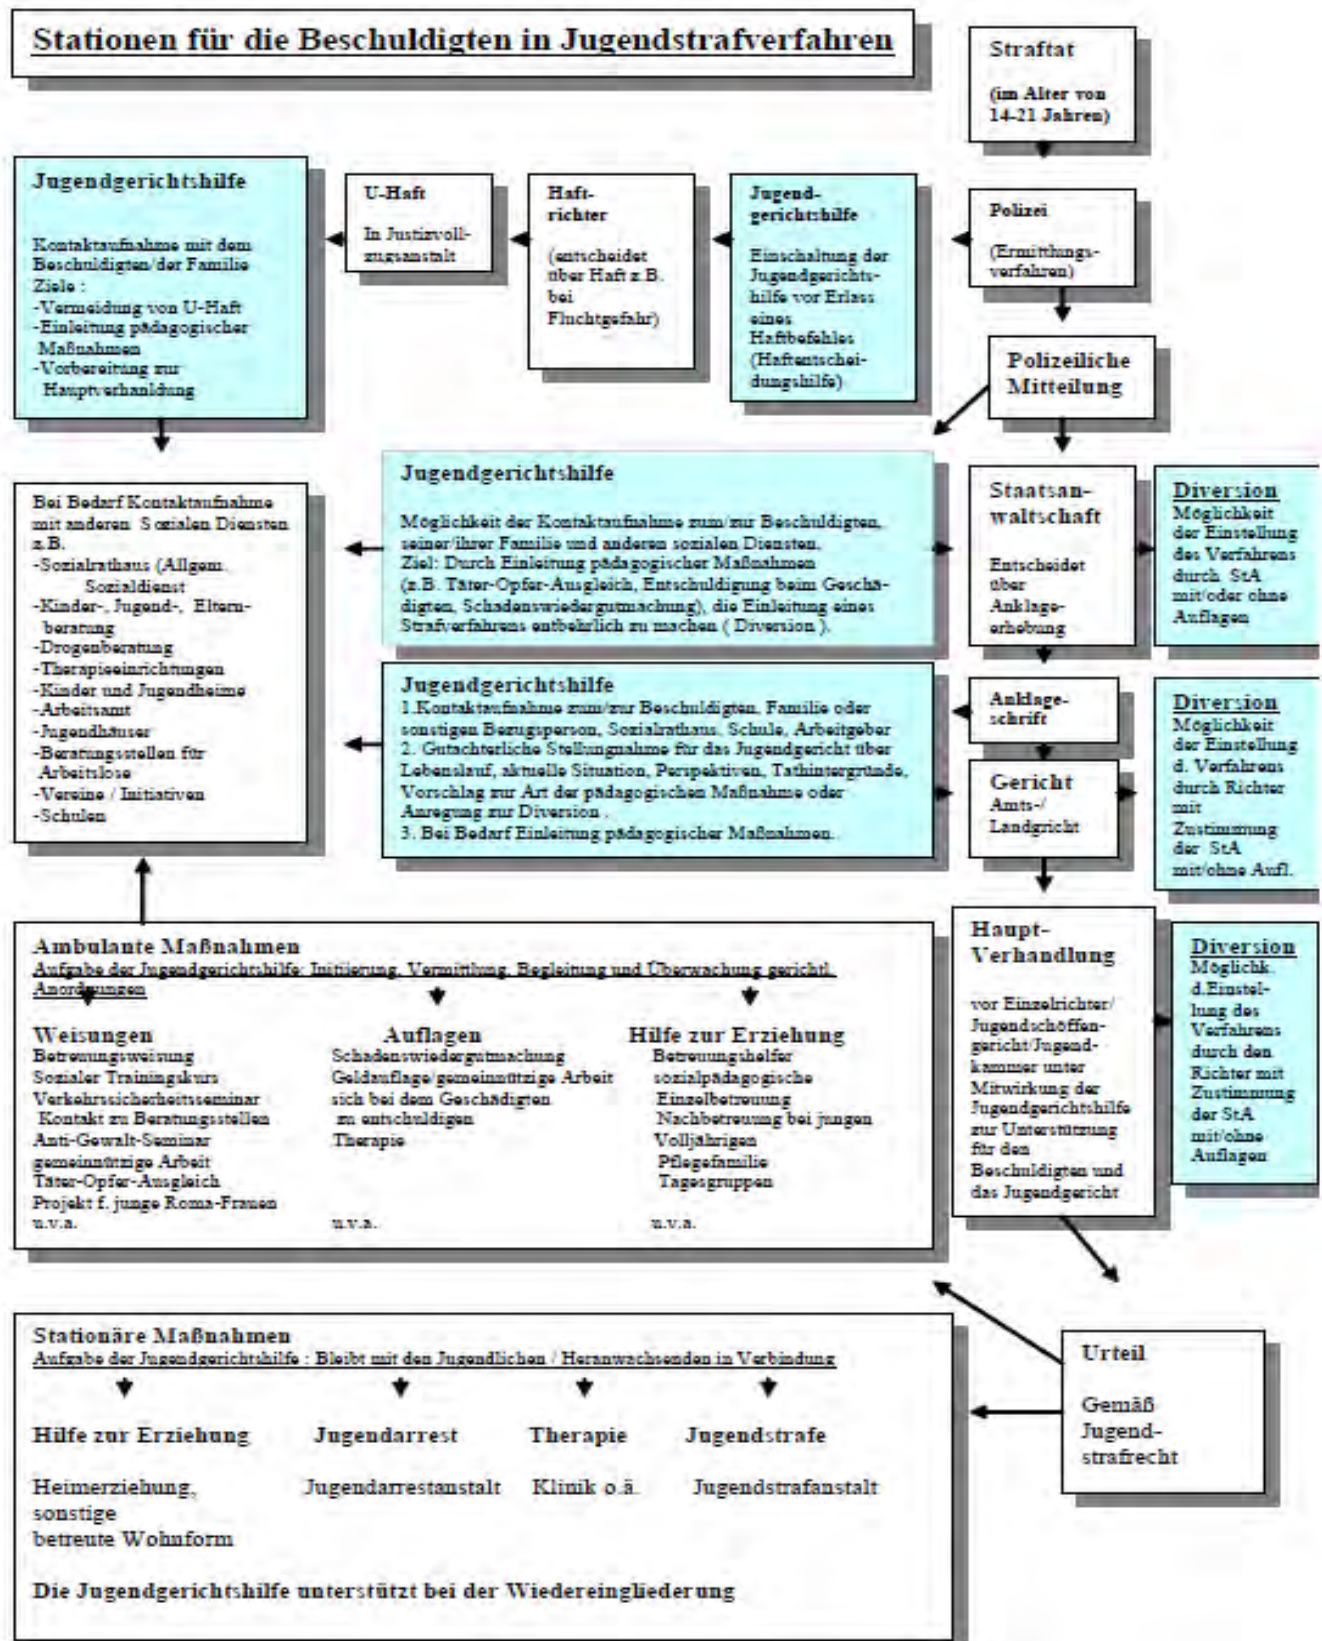 Stationen für die Beschuldigten in Jugendstrafverfahren
Straftat
(im Alter von
14-21 Jahren)
Polizei
(Ermittlungs-
verfahren)
Jugend-
gerichtshilfe
Einschaltung der
Jugendgerichts-
hilfe vor Erlass
eines
Haftbefehles
(Haftentschei-
dungshilfe)
Haft-
richter
(entscheidet
über Haft z.B.
bei
Fluchtgefahr)
U-Haft
In Justizvoll-
zugsanstalt
Jugendgerichtshilfe
Kontaktaufnahme mit dem
Beschuldigten/der Familie
Ziele :
-Vermeidung von U-Haft
-Einleitung pädagogischer
Maßnahmen
-Vorbereitung zur
Hauptverhanldung
Polizeiliche
Mitteilung
Bei Bedarf Kontaktaufnahme
mit anderen Sozialen Diensten
z.B.
-Sozialrathaus (Allgem.
Sozialdienst
-Kinder-, Jugend-, Eltern-
beratung
-Drogenberatung
-Therapieeinrichtungen
-Kinder und Jugendheime
-Arbeitsamt
-Jugendhäuser
-Beratungsstellen für
Arbeitslose
-Vereine / Initiativen
-Schulen
Jugendgerichtshilfe
Möglichkeit der Kontaktaufnahme zum/zur Beschuldigten,
seiner/ihrer Familie und anderen sozialen Diensten.
Ziel: Durch Einleitung pädagogischer Maßnahmen
(z.B. Täter-Opfer-Ausgleich, Entschuldigung beim Geschä-
digten, Schadenswiedergutmachung), die Einleitung eines
Strafverfahrens entbehrlich zu machen ( Diversion ).
Staatsan-
waltschaft
Entscheidet
über
Anklage-
erhebung
Diversion
Möglichkeit
der Einstellung
des Verfahrens
durch StA
mit/oder ohne
Auflagen
Jugendgerichtshilfe
1.Kontaktaufnahme zum/zur Beschuldigten, Familie oder
sonstigen Bezugsperson, Sozialrathaus, Schule, Arbeitgeber
2. Gutachterliche Stellungnahme für das Jugendgericht über
Lebenslauf, aktuelle Situation, Perspektiven, Tathintergründe,
Vorschlag zur Art der pädagogischen Maßnahme oder
Anregung zur Diversion .
3. Bei Bedarf Einleitung pädagogischer Maßnahmen.
Anklage-
schrift
Gericht
Amts-/
Landgricht
Diversion
Möglichkeit
der Einstellung
d. Verfahrens
durch Richter
mit
Zustimmung
der StA
mit/ohne Aufl.
Ambulante Maßnahmen
Aufgabe der Jugendgerichtshilfe: Initiierung, Vermittlung, Begleitung und Überwachung gerichtl.
Anordnungen
Weisungen
Betreuungsweisung
Sozialer Trainingskurs
Verkehrssicherheitsseminar
Kontakt zu Beratungsstellen
Anti-Gewalt-Seminar
gemeinnützige Arbeit
Täter-Opfer-Ausgleich
Projekt f. junge Roma-Frauen
u.v.a.
Auflagen
Schadenswiedergutmachung
Geldauflage/gemeinnützige Arbeit
sich bei dem Geschädigten
zu entschuldigen
Therapie
u.v.a.
Hilfe zur Erziehung
Betreuungshelfer
sozialpädagogische
Einzelbetreuung
Nachbetreuung bei jungen
Volljährigen
Pflegefamilie
Tagesgruppen
u.v.a.
Haupt-
Verhandlung
vor Einzelrichter/
Jugendschöffen-
gericht/Jugend-
kammer unter
Mitwirkung der
Jugendgerichtshilfe
zur Unterstützung
für den
Beschuldigten und
das Jugendgericht
Diversion
Möglichk.
d.Einstel-
lung des
Verfahrens
durch den
Richter mit
Zustimmung
der StA
mit/ohne
Auflagen
Stationäre Maßnahmen
Aufgabe der Jugendgerichtshilfe : Bleibt mit den Jugendlichen / Heranwachsenden in Verbindung
Hilfe zur Erziehung
Heimerziehung,
sonstige
betreute Wohnform
Jugendarrest
Jugendarrestanstalt
Therapie
Klinik o.ä.
Jugendstrafe
Jugendstrafanstalt
Die Jugendgerichtshilfe unterstützt bei der Wiedereingliederung
Urteil
Gemäß
Jugend-
strafrecht